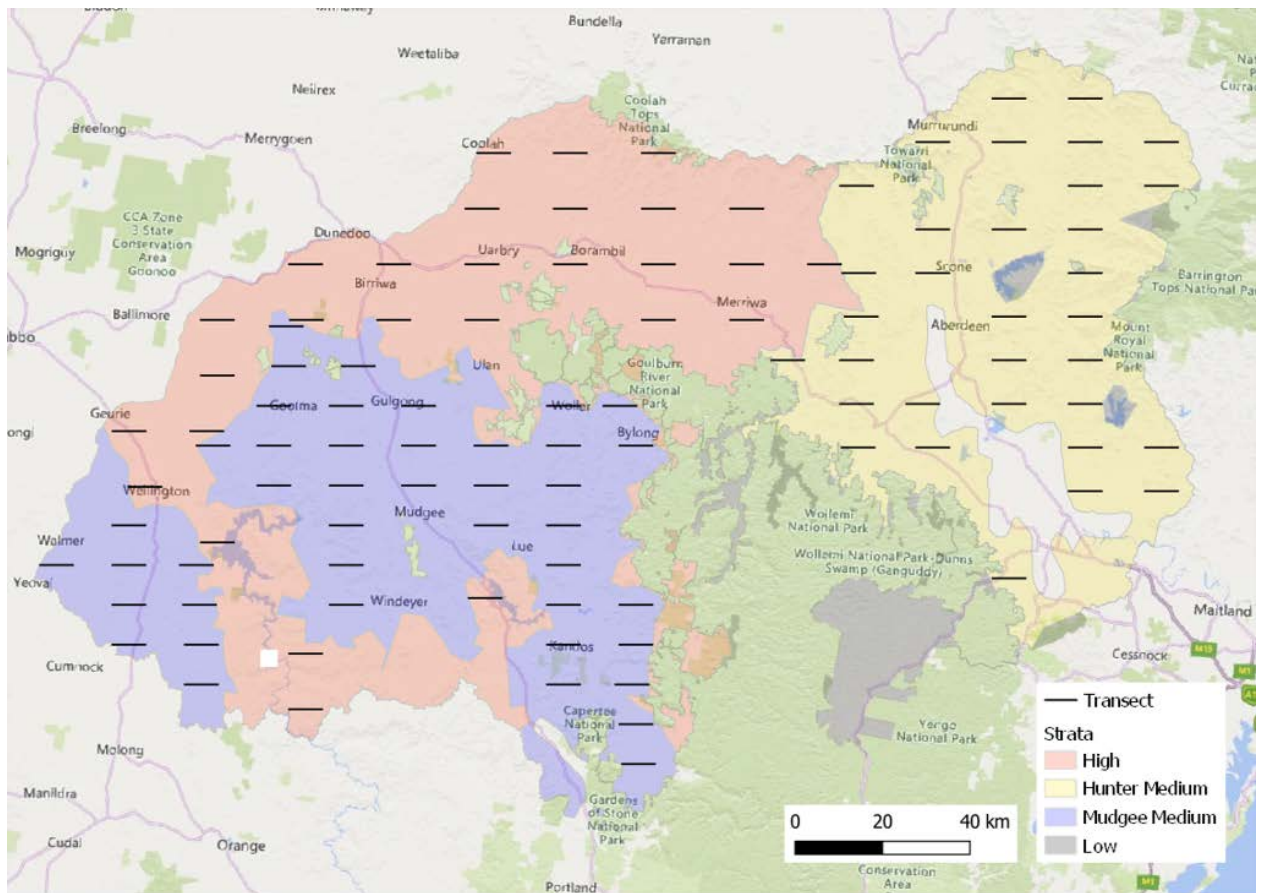 Bundella
Yarraman
Weetaliba
Neilrex
Coolah
Tops
National
Park
Breelong
Merrygoen
Coolah
Murrurundi
Towarri
National
Park
CCA Zone
3 State
Conservation
Area
Goonoo
Mogriguy
Dunedoo
Uarbry
Borambil
Scone
Barrington
Tops National Par
Birriwa
Merriwa
Ballimore
Aberdeen
Mount
Royal
National
Park
Ulan
Goulburn
River
National
Park
Geurie
Goolma
Gulgong
Wollar
Bylong
Wellington
Mudgee
Wollemi
National Park
Walmer
Lue
Wollemi National Park-Dunns
Swamp (Ganguddy)
Yeoval
Windeyer
Maitland
Cumnock
Kandos
Cessnock
M15
M1
Transect
Capertee
National
Park
Yengo
National Park
Strata
High
Molong
Hunter Medium
Manildra
Gardens
of Stone
National
Park
0 20 40 km
Mudgee Medium
Cudal
Orange
Low
Conservation
Area
Portland
M1